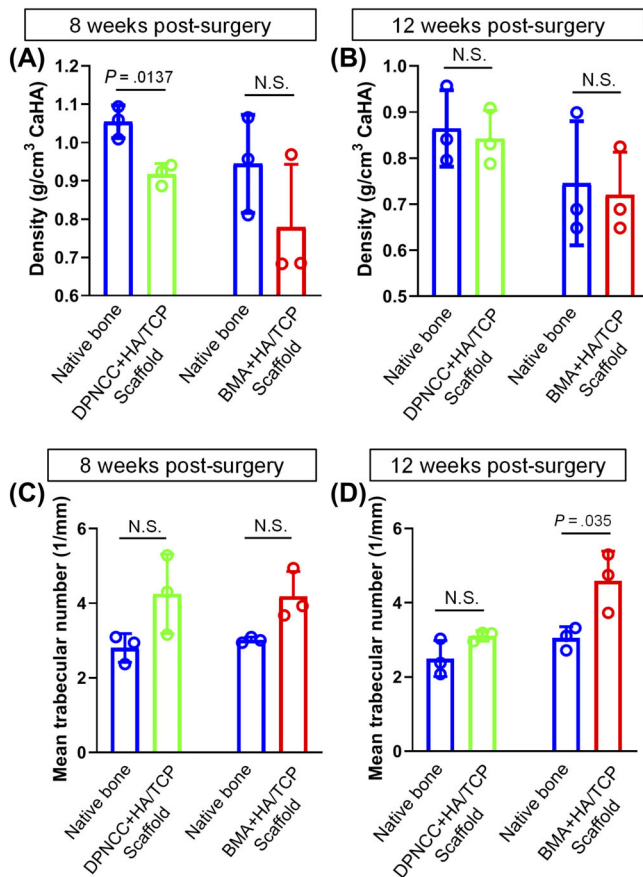 8 weeks post-surgery
(A)
Density (g/cm³ CaHA)
1.2
1.1
1.0
0.9
0.8
0.7
0.6
P = .0137
N.S.
Native bone
DPNCC+HA/TCP
Scaffold
Native bone
BMA+HA/TCP
Scaffold
12 weeks post-surgery
(B)
Density (g/cm³ CaHA)
1.0
0.9
0.8
0.7
0.6
0.5
N.S.
N.S.
Native bone
DPNCC+HA/TCP
Scaffold
Native bone
BMA+HA/TCP
Scaffold
8 weeks post-surgery
(C)
Mean trabecular number (1/mm)
6
4
2
0
N.S.
N.S.
Native bone
DPNCC+HA/TCP
Scaffold
Native bone
BMA+HA/TCP
Scaffold
12 weeks post-surgery
(D)
Mean trabecular number (1/mm)
6
4
2
0
N.S.
P = .035
Native bone
DPNCC+HA/TCP
Scaffold
Native bone
BMA+HA/TCP
Scaffold